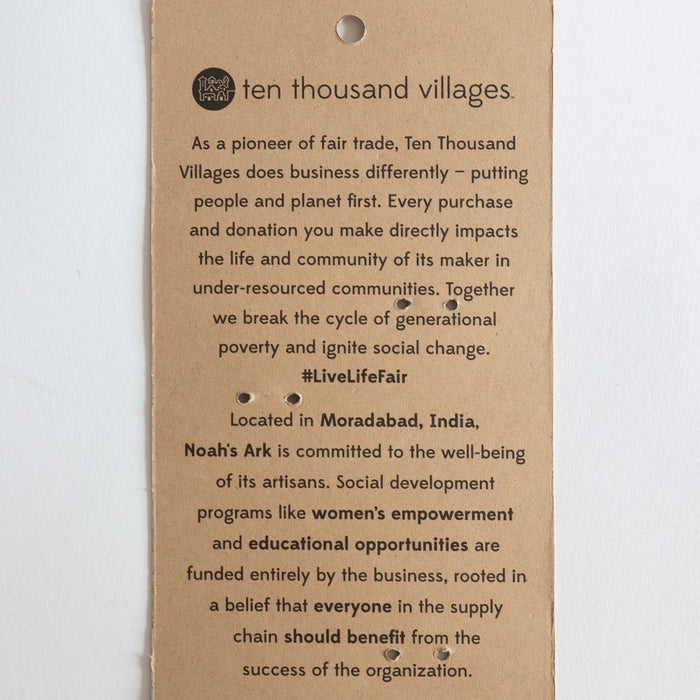 ten thousand villages.
As a pioneer of fair trade, Ten Thousand
Villages does business differently – putting
people and planet first. Every purchase
and donation you make directly impacts
the life and community of its maker in
under-resourced communities. Together
we break the cycle of generational
poverty and ignite social change.
#LiveLifeFair
Located in Moradabad, India,
Noah's Ark is committed to the well-being
of its artisans. Social development
programs like women's empowerment
and educational opportunities are
funded entirely by the business, rooted in
a belief that everyone in the supply
chain should benefit from the
success of the organization.